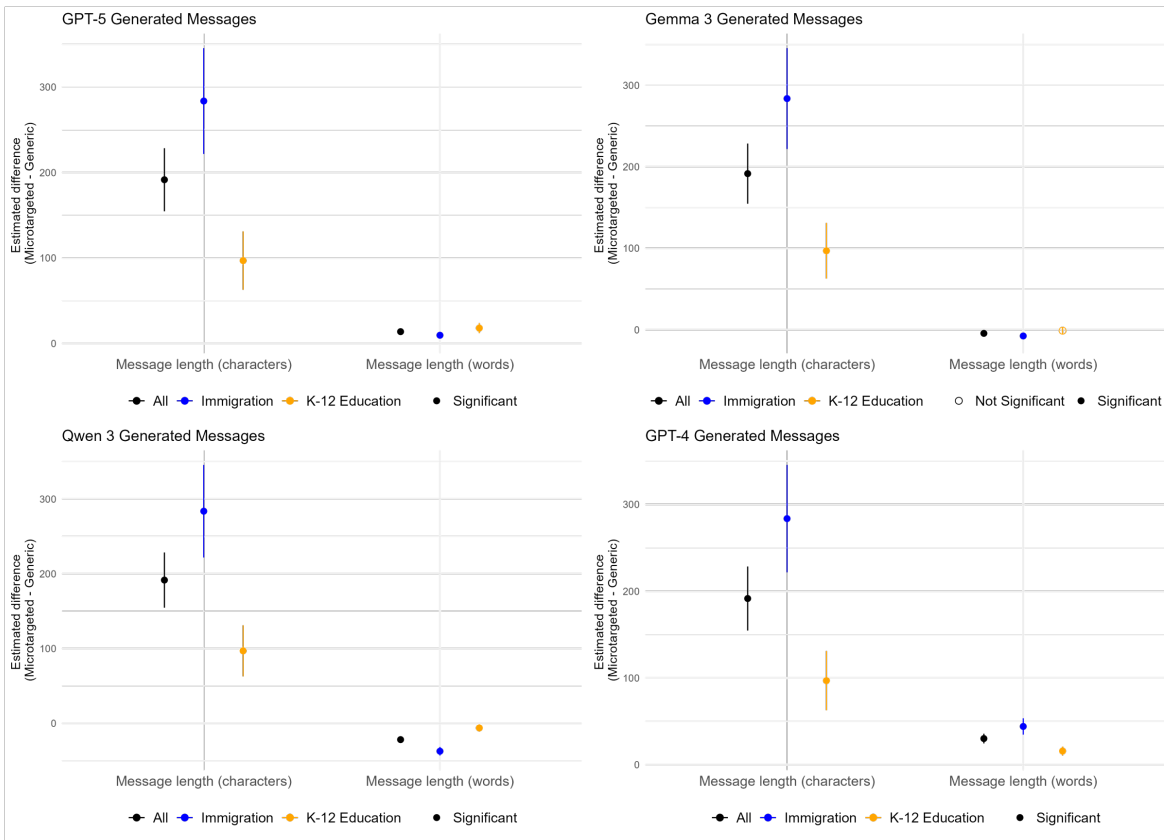 GPT-5 Generated Messages
Estimated difference
(Microtargeted - Generic)
300
200
100
0
Message length (characters)
Message length (words)
All
Immigration
K-12 Education
Significant
Gemma 3 Generated Messages
Estimated difference
(Microtargeted - Generic)
300
200
100
0
Message length (characters)
Message length (words)
All
Immigration
K-12 Education
Not Significant
Significant
Qwen 3 Generated Messages
Estimated difference
(Microtargeted - Generic)
300
200
100
0
Message length (characters)
Message length (words)
All
Immigration
K-12 Education
Significant
GPT-4 Generated Messages
Estimated difference
(Microtargeted - Generic)
300
200
100
0
Message length (characters)
Message length (words)
All
Immigration
K-12 Education
Significant